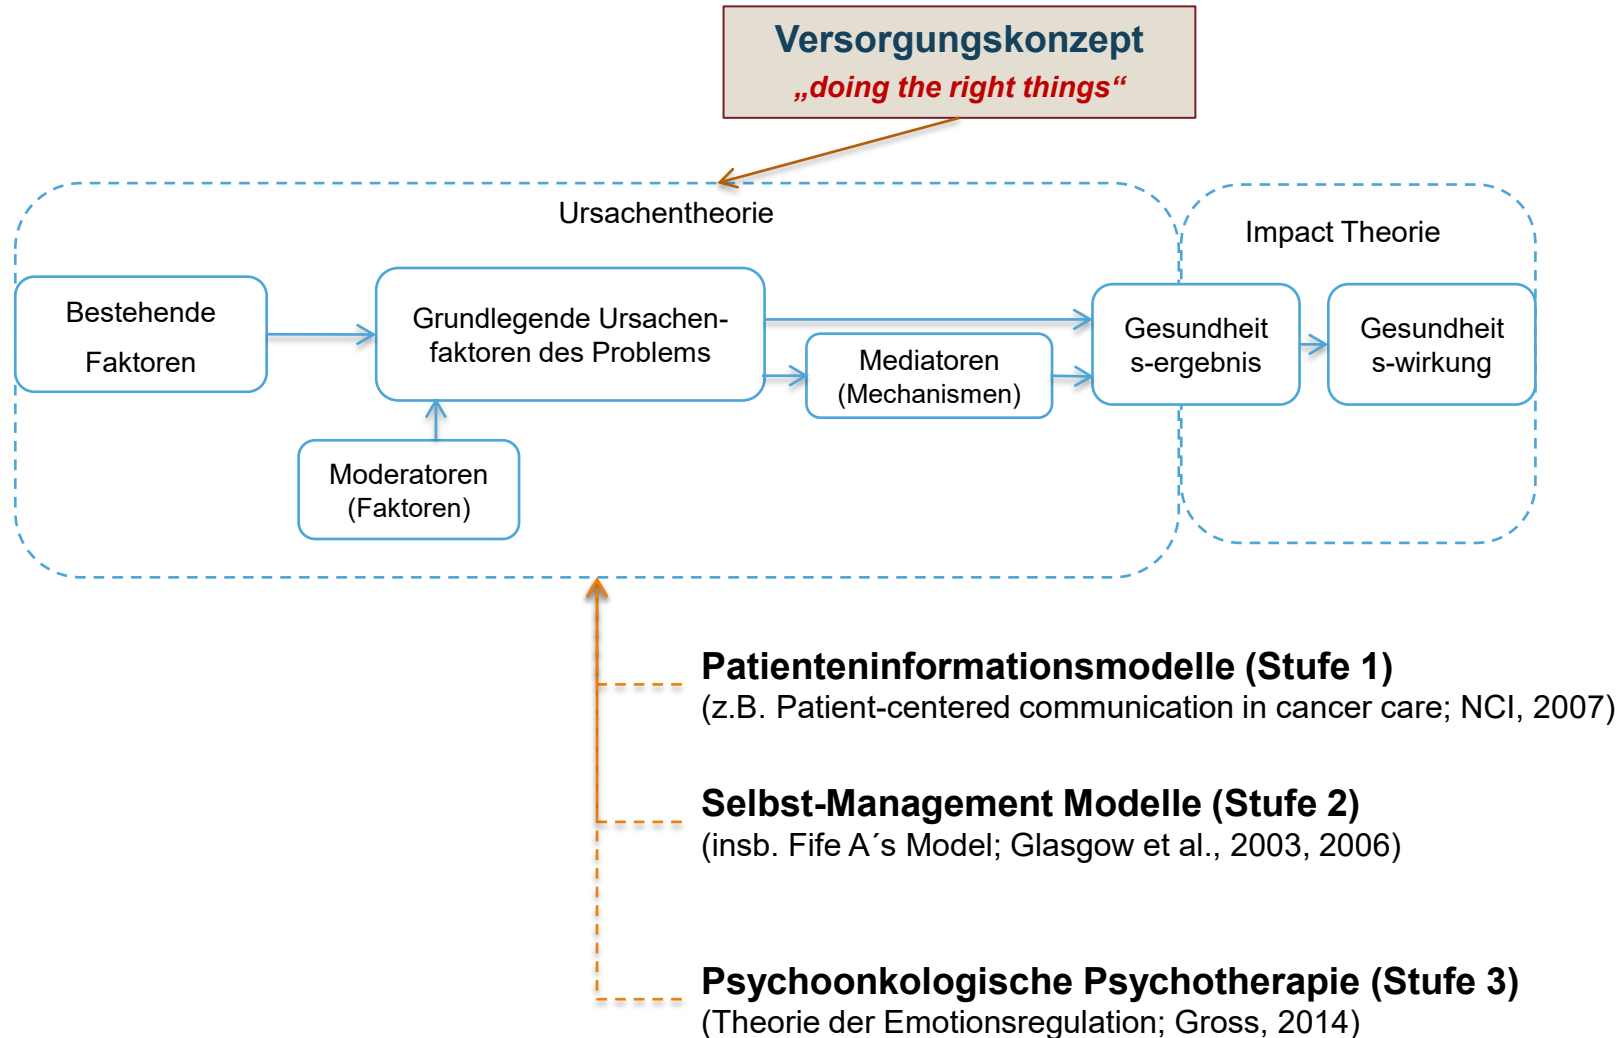 Versorgungskonzept
„doing the right things“
Ursachentheorie
Impact Theorie
Bestehende
Faktoren
Grundlegende Ursachen-
faktoren des Problems
Mediatoren
(Mechanismen)
Gesundheit
s-ergebnis
Gesundheit
s-wirkung
Moderatoren
(Faktoren)
Patienteninformationsmodelle (Stufe 1)
(z.B. Patient-centered communication in cancer care; NCI, 2007)
Selbst-Management Modelle (Stufe 2)
(insb. Fife A´s Model; Glasgow et al., 2003, 2006)
Psychoonkologische Psychotherapie (Stufe 3)
(Theorie der Emotionsregulation; Gross, 2014)